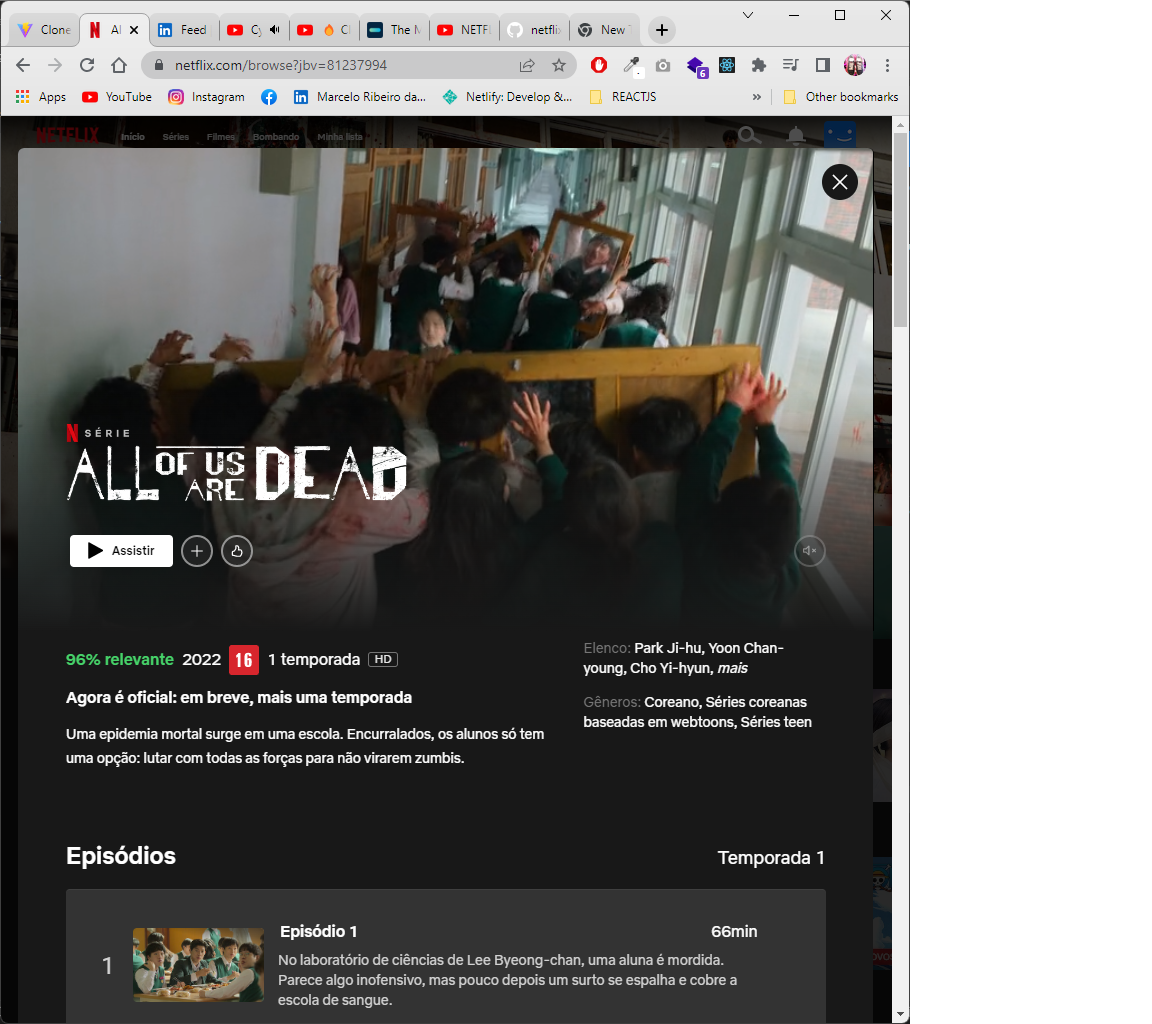 Clone
Al
Feed
Cy
Cl
The M
NETF
netfli
New T
netflix.com/browse?jbv=81237994
6
Apps
YouTube
Instagram
Marcelo Ribeiro da...
Netlify: Develop &...
REACTJS
»
Other bookmarks
NETFLIX
Início
Séries
Filmes
Bombando
Minha lista
N SÉRIE
ALL OF US ARE DEAD
Assistir
96% relevante 2022 16 1 temporada HD
Agora é oficial: em breve, mais uma temporada
Uma epidemia mortal surge em uma escola. Encurralados, os alunos só tem
uma opção: lutar com todas as forças para não virarem zumbis.
Elenco: Park Ji-hu, Yoon Chan-
young, Cho Yi-hyun, mais
Gêneros: Coreano, Séries coreanas
baseadas em webtoons, Séries teen
Episódios
Temporada 1
1
Episódio 1
66min
No laboratório de ciências de Lee Byeong-chan, uma aluna é mordida.
Parece algo inofensivo, mas pouco depois um surto se espalha e cobre a
escola de sangue.